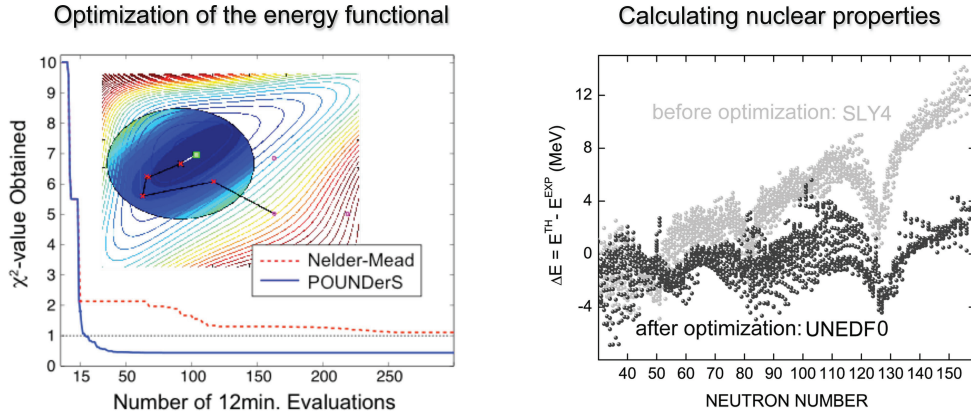 Optimization of the energy functional
10
9
8
7
6
5
4
3
2
1
0
χ²-value Obtained
Nelder-Mead
POUNDerS
15 50 100 150 200 250
Number of 12min. Evaluations
Calculating nuclear properties
12
8
4
0
-4
ΔE = E^TH - E^EXP (MeV)
before optimization: SLY4
after optimization: UNEDF0
40 50 60 70 80 90 100 110 120 130 140 150
NEUTRON NUMBER